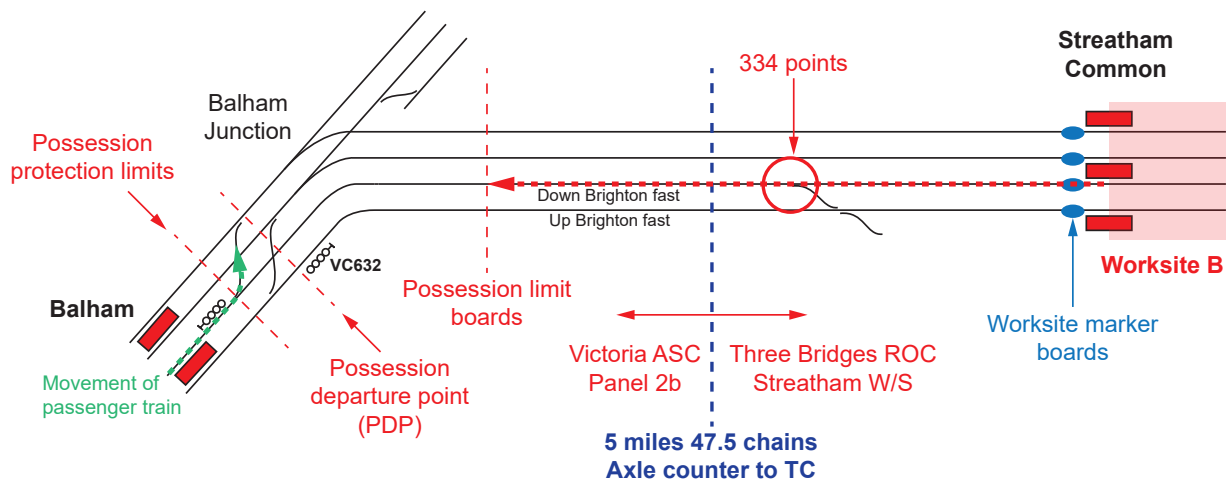 Streatham
Common
334 points
Balham
Junction
Possession
protection limits
Down Brighton fast
Up Brighton fast
VC632
Worksite B
Possession limit
boards
Balham
Worksite marker
boards
Victoria ASC
Panel 2b
Three Bridges ROC
Streatham W/S
Possession
departure point
(PDP)
Movement of
passenger train
5 miles 47.5 chains
Axle counter to TC